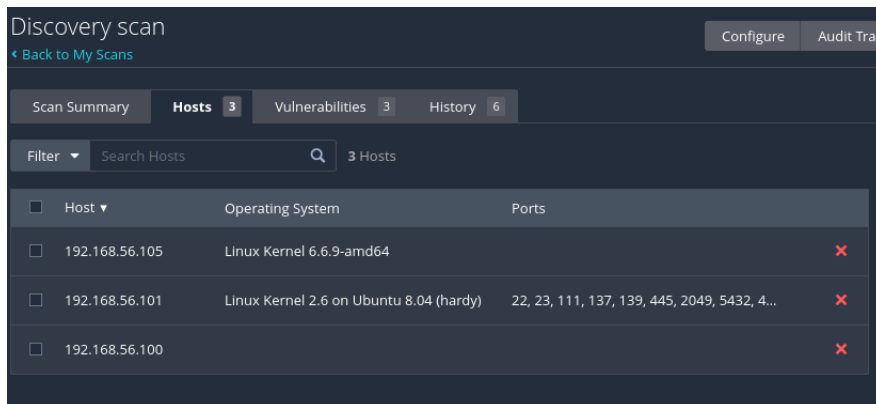 Discovery scan
Configure Audit Tra
Back to My Scans
Scan Summary Hosts 3 Vulnerabilities 3 History 6
Filter Search Hosts 3 Hosts
Host Operating System Ports
192.168.56.105 Linux Kernel 6.6.9-amd64
192.168.56.101 Linux Kernel 2.6 on Ubuntu 8.04 (hardy) 22, 23, 111, 137, 139, 445, 2049, 5432, 4...
192.168.56.100